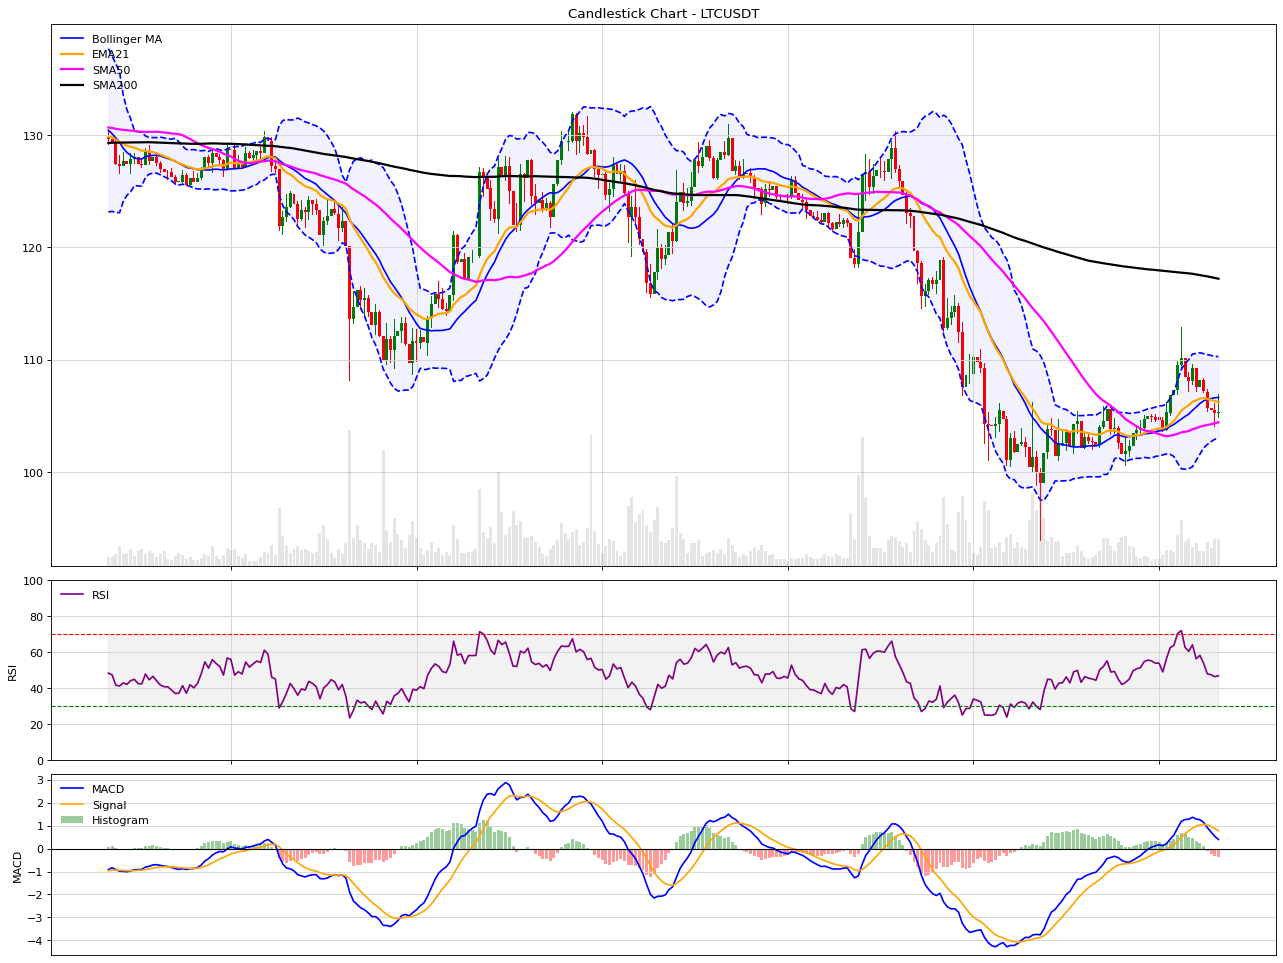 Candlestick Chart - LTCUSDT
Bollinger MA
EMA21
SMA50
SMA200
130
120
110
100
100
80
60
40
20
0
RSI
RSI
3
2
1
0
−1
−2
−3
−4
MACD
MACD
Signal
Histogram